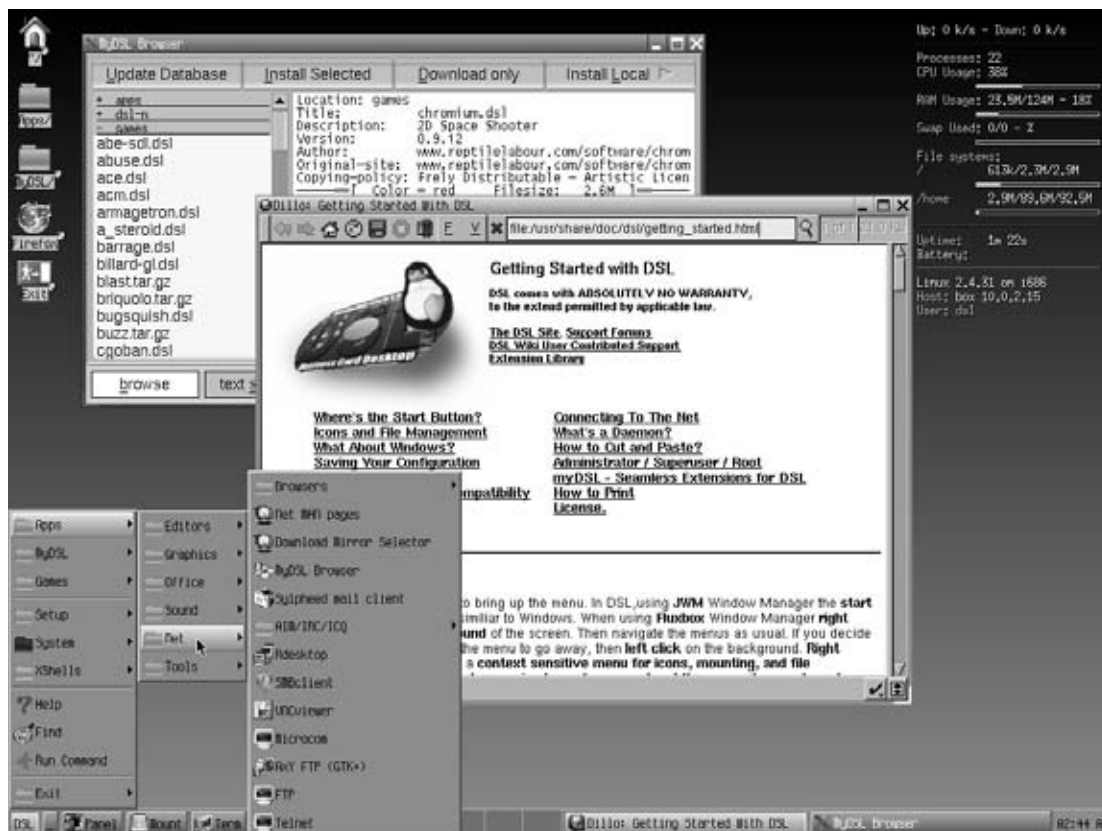 Up: 0 k/s - Down: 0 k/s
Processes: 22
CPU Usage: 38%
RAM Usage: 23,5M/124M - 18%
Swap Used: 0/0 - %
File systems:
/ 613k/2,3M/2,9M
/home 2,9M/89,6M/92,5M
Uptime: 1m 22s
Battery:
Linux 2.4.31 on i686
Host: box 10.0.2.15
User: dsl
Apps/
MyDSL/
Firefox
Exit
MyDSL Browser
Update Database Install Selected Download only Install Local
+ apps
+ dsl-n
- games
abe-sdl.dsl
abuse.dsl
ace.dsl
acm.dsl
armagetron.dsl
a_steroid.dsl
barrage.dsl
billard-gl.dsl
blast.tar.gz
briquolo.tar.gz
bugsquish.dsl
buzz.tar.gz
cgoban.dsl
browse text
Location: games
Title: chromium.dsl
Description: 2D Space Shooter
Version: 0.9.12
Author: www.reptilelabour.com/software/chrom
Original-site: www.reptilelabour.com/software/chrom
Copying-policy: Frely Distributable - Artistic Licen
[ Color = red Filesize: 2.6M ]
Dillo: Getting Started With DSL
E V file:/usr/share/doc/dsl/getting_started.html
Getting Started with DSL
DSL comes with ABSOLUTELY NO WARRANTY,
to the extend permitted by applicable law.
The DSL Site, Support Forums
DSL Wiki User Contributed Support
Extension Library
Where's the Start Button?
Icons and File Management
What About Windows?
Saving Your Configuration
mpatibility
Connecting To The Net
What's a Daemon?
How to Cut and Paste?
Administrator / Superuser / Root
myDSL - Seamless Extensions for DSL
How to Print
License.
to bring up the menu. In DSL,using JWM Window Manager the start
similiar to Windows. When using Fluxbox Window Manager right
und of the screen. Then navigate the menus as usual. If you decide
the menu to go away, then left click on the background. Right
a context sensitive menu for icons, mounting, and file
Apps
MyDSL
Games
Setup
System
XShells
Help
Find
Run Command
Exit
Editors
Graphics
Office
Sound
Net
Tools
Browsers
Net MAN pages
Download Mirror Selector
MyDSL Browser
Sylpheed mail client
AIM/IRC/ICQ
Rdesktop
SMBclient
VNCviewer
Microcom
AxY FTP (GTK+)
FTP
Telnet
DSL Panel Mount Term Dillo: Getting Started With DSL MyDSL Browser 02:44 A